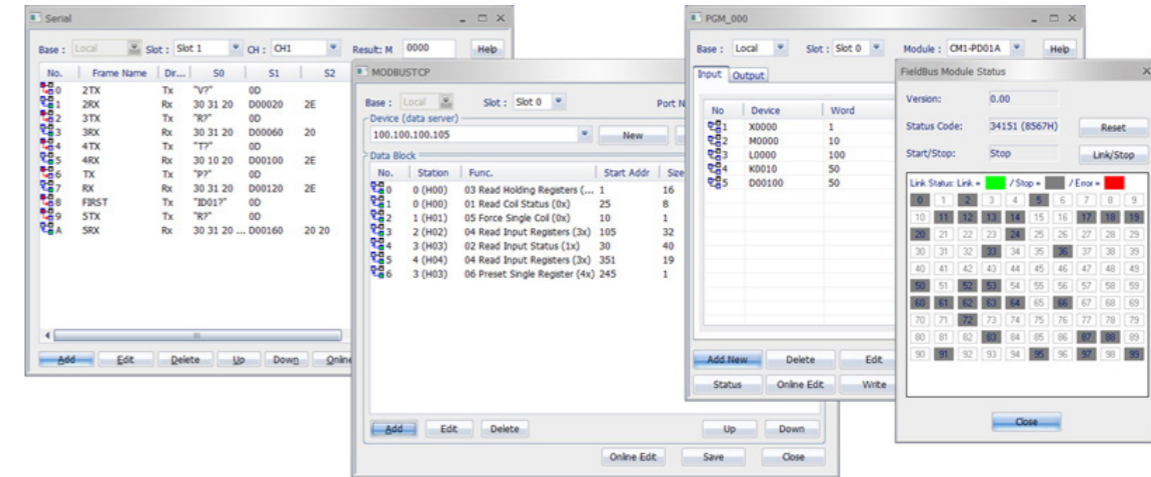 Serial
Base : Local Slot : Slot 1 CH : CH1 Result: M 0000 Help
No. Frame Name Dir... S0 S1 S2
0 2TX Tx "V?" 0D
1 2RX Rx 30 31 20 D00020 2E
2 3TX Tx "R?" 0D
3 3RX Rx 30 31 20 D00060 20
4 4TX Tx "T?" 0D
5 4RX Rx 30 10 20 D00100 2E
6 TX Tx "P?" 0D
7 RX Rx 30 31 20 D00120 2E
8 FIRST Tx "ID01?" 0D
9 5TX Tx "R?" 0D
A 5RX Rx 30 31 20 ... D00160 20 20
Add Edit Delete Up Down Online
MODBUSTCP
Base : Local Slot : Slot 0 Port N
Device (data server)
100.100.100.105 New
Data Block
No. Station Func. Start Addr Size
0 0 (H00) 03 Read Holding Registers (... 1 16
1 0 (H00) 01 Read Coil Status (0x) 25 8
2 1 (H01) 05 Force Single Coil (0x) 10 1
3 2 (H02) 04 Read Input Registers (3x) 105 32
4 3 (H03) 02 Read Input Status (1x) 30 40
5 4 (H04) 04 Read Input Registers (3x) 351 19
6 3 (H03) 06 Preset Single Register (4x) 245 1
Add Edit Delete Up Down
Online Edit Save Close
PGM_000
Base : Local Slot : Slot 0 Module : CM1-PD01A Help
Input Output
No Device Word
1 X0000 1
2 M0000 10
3 L0000 100
4 K0010 50
5 D00100 50
Add New Delete Edit
Status Online Edit Write
FieldBus Module Status
Version: 0.00
Status Code: 34151 (8567H) Reset
Start/Stop: Stop Link/Stop
Link Status: Link = / Stop = / Error =
0 1 2 3 4 5 6 7 8 9
10 11 12 13 14 15 16 17 18 19
20 21 22 23 24 25 26 27 28 29
30 31 32 33 34 35 36 37 38 39
40 41 42 43 44 45 46 47 48 49
50 51 52 53 54 55 56 57 58 59
60 61 62 63 64 65 66 67 68 69
70 71 72 73 74 75 76 77 78 79
80 81 82 83 84 85 86 87 88 89
90 91 92 93 94 95 96 97 98 99
Close